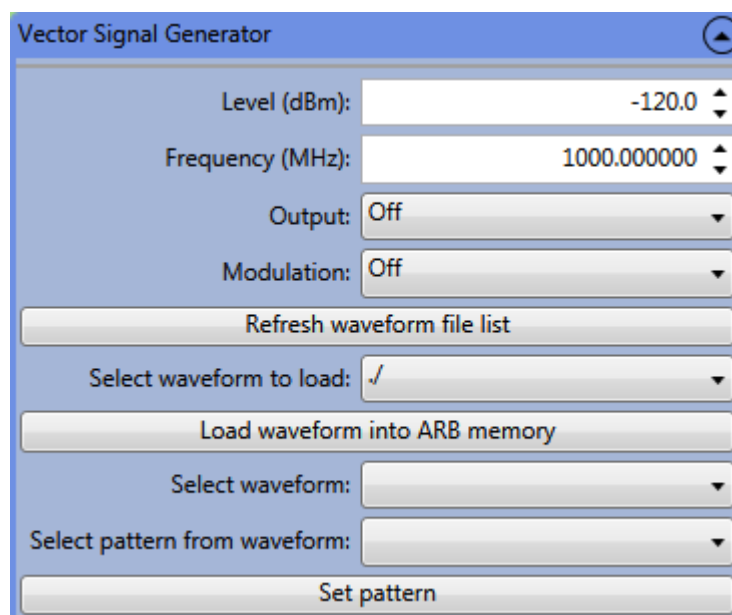 Vector Signal Generator
Level (dBm): -120.0
Frequency (MHz): 1000.000000
Output: Off
Modulation: Off
Refresh waveform file list
Select waveform to load: ./
Load waveform into ARB memory
Select waveform:
Select pattern from waveform:
Set pattern